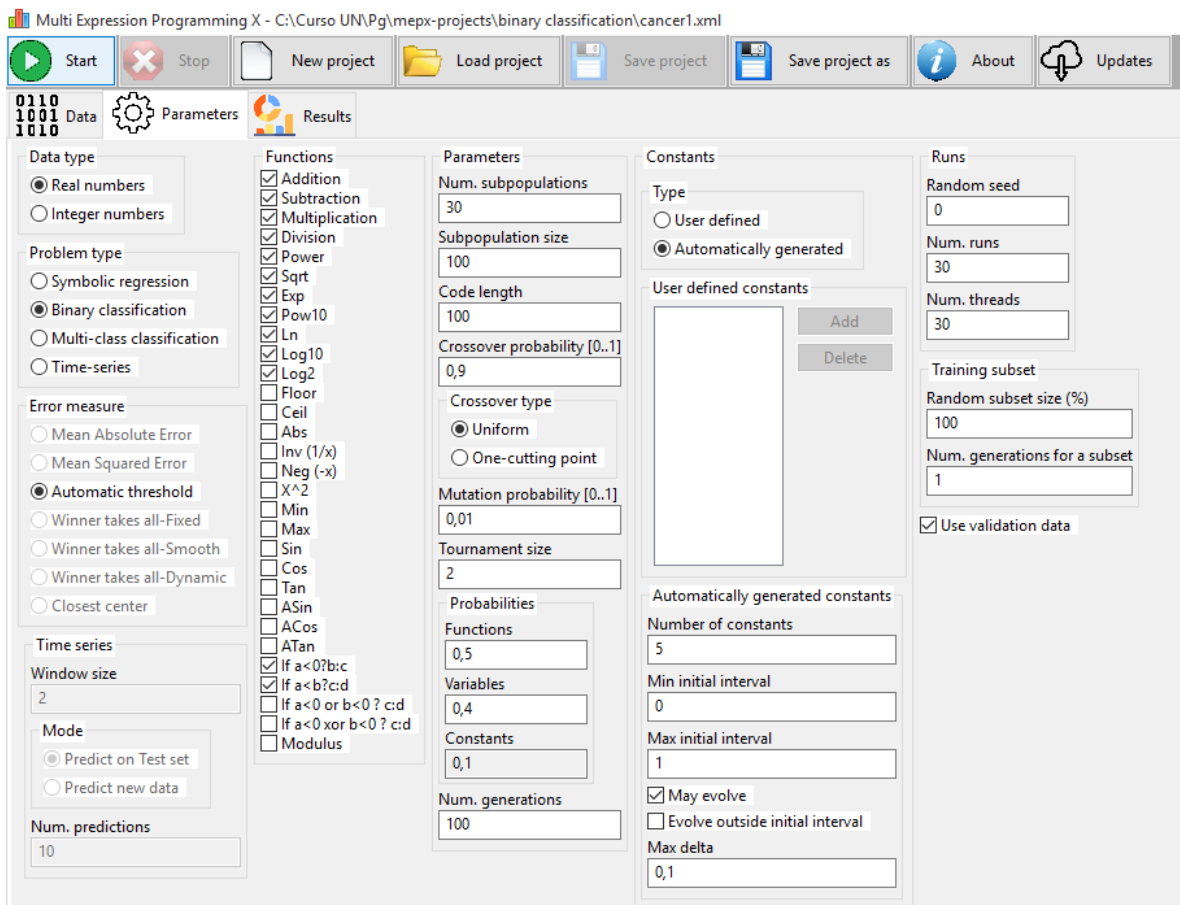 Multi Expression Programming X - C:\Curso UN\Pg\mepx-projects\binary classification\cancer1.xml
Start
Stop
New project
Load project
Save project
Save project as
About
Updates
0110
1001
1010
Data
Parameters
Results
Data type
Real numbers
Integer numbers
Problem type
Symbolic regression
Binary classification
Multi-class classification
Time-series
Error measure
Mean Absolute Error
Mean Squared Error
Automatic threshold
Winner takes all-Fixed
Winner takes all-Smooth
Winner takes all-Dynamic
Closest center
Time series
Window size
2
Mode
Predict on Test set
Predict new data
Num. predictions
10
Functions
Addition
Subtraction
Multiplication
Division
Power
Sqrt
Exp
Pow10
Ln
Log10
Log2
Floor
Ceil
Abs
Inv (1/x)
Neg (-x)
X^2
Min
Max
Sin
Cos
Tan
ASin
ACos
ATan
If a<0?b:c
If a<b?c:d
If a<0 or b<0 ? c:d
If a<0 xor b<0 ? c:d
Modulus
Parameters
Num. subpopulations
30
Subpopulation size
100
Code length
100
Crossover probability [0..1]
0,9
Crossover type
Uniform
One-cutting point
Mutation probability [0..1]
0,01
Tournament size
2
Probabilities
Functions
0,5
Variables
0,4
Constants
0,1
Num. generations
100
Constants
Type
User defined
Automatically generated
User defined constants
Add
Delete
Automatically generated constants
Number of constants
5
Min initial interval
0
Max initial interval
1
May evolve
Evolve outside initial interval
Max delta
0,1
Runs
Random seed
0
Num. runs
30
Num. threads
30
Training subset
Random subset size (%)
100
Num. generations for a subset
1
Use validation data